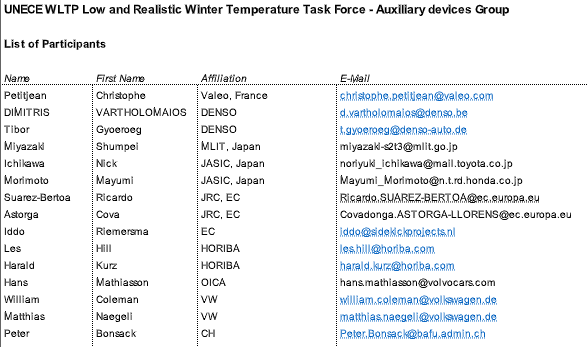 UNECE WLTP Low and Realistic Winter Temperature Task Force - Auxiliary devices Group
List of Participants
Name First Name Affiliation E-Mail
Petitjean Christophe Valeo, France christophe.petitjean@valeo.com
DIMITRIS VARTHOLOMAIOS DENSO d.vartholomaios@denso.be
Tibor Gyoeroeg DENSO t.gyoeroeg@denso-auto.de
Miyazaki Shumpei MLIT, Japan miyazaki-s2t3@mlit.go.jp
Ichikawa Nick JASIC, Japan noriyuki_ichikawa@mail.toyota.co.jp
Morimoto Mayumi JASIC, Japan Mayumi_Morimoto@n.t.rd.honda.co.jp
Suarez-Bertoa Ricardo JRC, EC Ricardo.SUAREZ-BERTOA@ec.europa.eu
Astorga Cova JRC, EC Covadonga.ASTORGA-LLORENS@ec.europa.eu
Iddo Riemersma EC Iddo@sidekickprojects.nl
Les Hill HORIBA les.hill@horiba.com
Harald Kurz HORIBA harald.kurz@horiba.com
Hans Mathiasson OICA hans.mathiasson@volvocars.com
William Coleman VW william.coleman@volkswagen.de
Matthias Naegeli VW matthias.naegeli@volkswagen.de
Peter Bonsack CH Peter.Bonsack@bafu.admin.ch